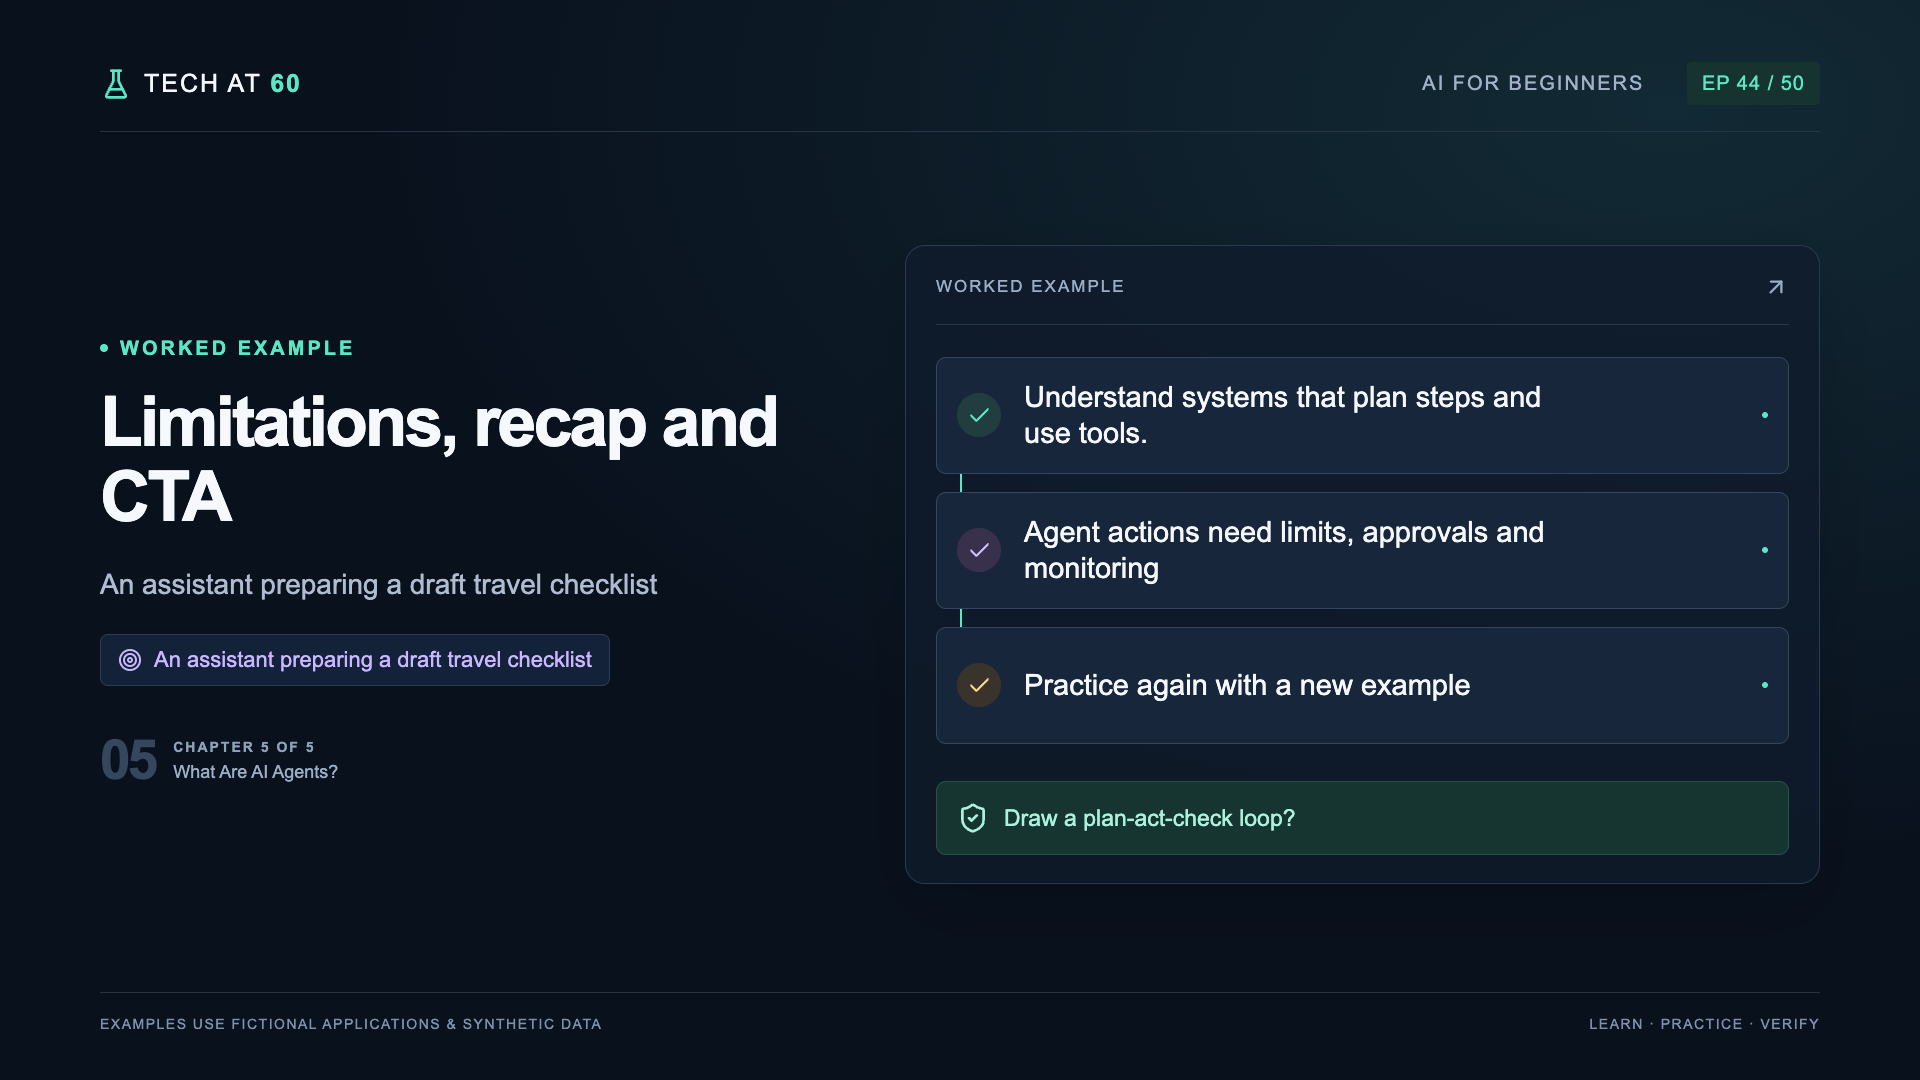 TECH AT 60
AI FOR BEGINNERS
EP 44 / 50
WORKED EXAMPLE
Limitations, recap and
CTA
An assistant preparing a draft travel checklist
An assistant preparing a draft travel checklist
05
CHAPTER 5 OF 5
What Are AI Agents?
WORKED EXAMPLE
Understand systems that plan steps and
use tools.
Agent actions need limits, approvals and
monitoring
Practice again with a new example
Draw a plan-act-check loop?
EXAMPLES USE FICTIONAL APPLICATIONS & SYNTHETIC DATA
LEARN · PRACTICE · VERIFY